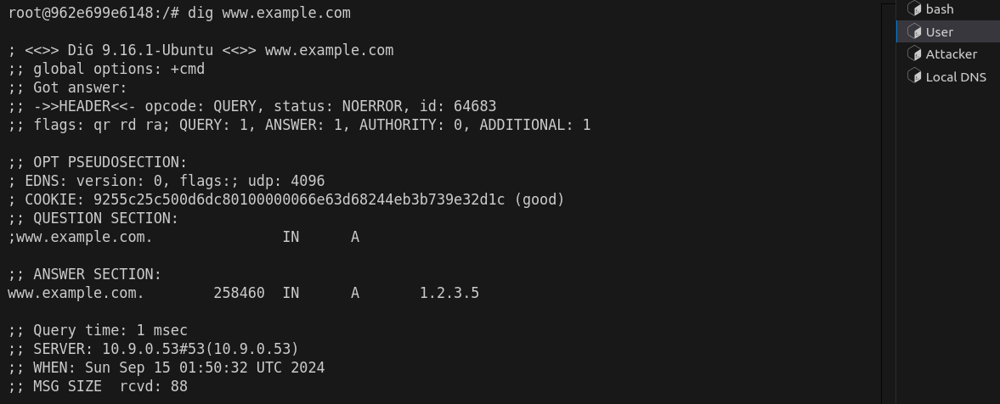 root@962e699e6148:/# dig www.example.com
; <<>> DiG 9.16.1-Ubuntu <<>> www.example.com
;; global options: +cmd
;; Got answer:
;; ->>HEADER<<- opcode: QUERY, status: NOERROR, id: 64683
;; flags: qr rd ra; QUERY: 1, ANSWER: 1, AUTHORITY: 0, ADDITIONAL: 1
;; OPT PSEUDOSECTION:
; EDNS: version: 0, flags:; udp: 4096
; COOKIE: 9255c25c500d6dc80100000066e63d68244eb3b739e32d1c (good)
;; QUESTION SECTION:
;www.example.com. IN A
;; ANSWER SECTION:
www.example.com. 258460 IN A 1.2.3.5
;; Query time: 1 msec
;; SERVER: 10.9.0.53#53(10.9.0.53)
;; WHEN: Sun Sep 15 01:50:32 UTC 2024
;; MSG SIZE  rcvd: 88
bash
User
Attacker
Local DNS